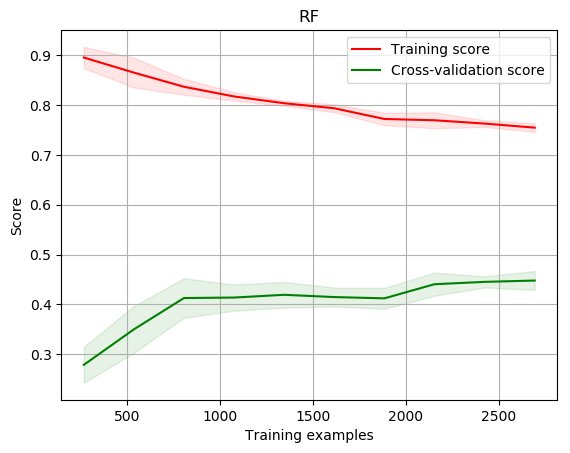 RF
Training score
Cross-validation score
0.9
0.8
0.7
0.6
0.5
0.4
0.3
Score
500
1000
1500
2000
2500
Training examples